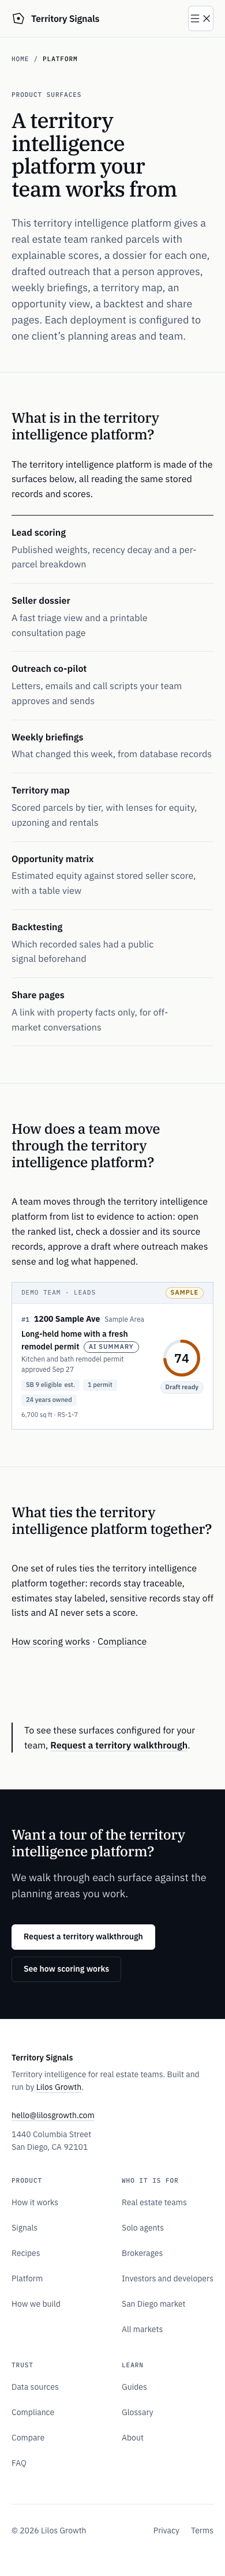 Territory Signals
HOME / PLATFORM
PRODUCT SURFACES
A territory
intelligence
platform your
team works from
This territory intelligence platform gives a
real estate team ranked parcels with
explainable scores, a dossier for each one,
drafted outreach that a person approves,
weekly briefings, a territory map, an
opportunity view, a backtest and share
pages. Each deployment is configured to
one client’s planning areas and team.
What is in the territory
intelligence platform?
The territory intelligence platform is made of the
surfaces below, all reading the same stored
records and scores.
Lead scoring
Published weights, recency decay and a per-
parcel breakdown
Seller dossier
A fast triage view and a printable
consultation page
Outreach co-pilot
Letters, emails and call scripts your team
approves and sends
Weekly briefings
What changed this week, from database records
Territory map
Scored parcels by tier, with lenses for equity,
upzoning and rentals
Opportunity matrix
Estimated equity against stored seller score,
with a table view
Backtesting
Which recorded sales had a public
signal beforehand
Share pages
A link with property facts only, for off-
market conversations
How does a team move
through the territory
intelligence platform?
A team moves through the territory intelligence
platform from list to evidence to action: open
the ranked list, check a dossier and its source
records, approve a draft where outreach makes
sense and log what happened.
DEMO TEAM · LEADS SAMPLE
#1 1200 Sample Ave Sample Area
Long-held home with a fresh
remodel permit AI SUMMARY
Kitchen and bath remodel permit
approved Sep 27
74
SB 9 eligible est. 1 permit
Draft ready
24 years owned
6,700 sq ft · RS-1-7
What ties the territory
intelligence platform together?
One set of rules ties the territory intelligence
platform together: records stay traceable,
estimates stay labeled, sensitive records stay off
lists and AI never sets a score.
How scoring works · Compliance
To see these surfaces configured for your
team, Request a territory walkthrough.
Want a tour of the territory
intelligence platform?
We walk through each surface against the
planning areas you work.
Request a territory walkthrough
See how scoring works
Territory Signals
Territory intelligence for real estate teams. Built and
run by Lilos Growth.
hello@lilosgrowth.com
1440 Columbia Street
San Diego, CA 92101
PRODUCT
How it works
Signals
Recipes
Platform
How we build
WHO IT IS FOR
Real estate teams
Solo agents
Brokerages
Investors and developers
San Diego market
All markets
TRUST
Data sources
Compliance
Compare
FAQ
LEARN
Guides
Glossary
About
© 2026 Lilos Growth Privacy Terms